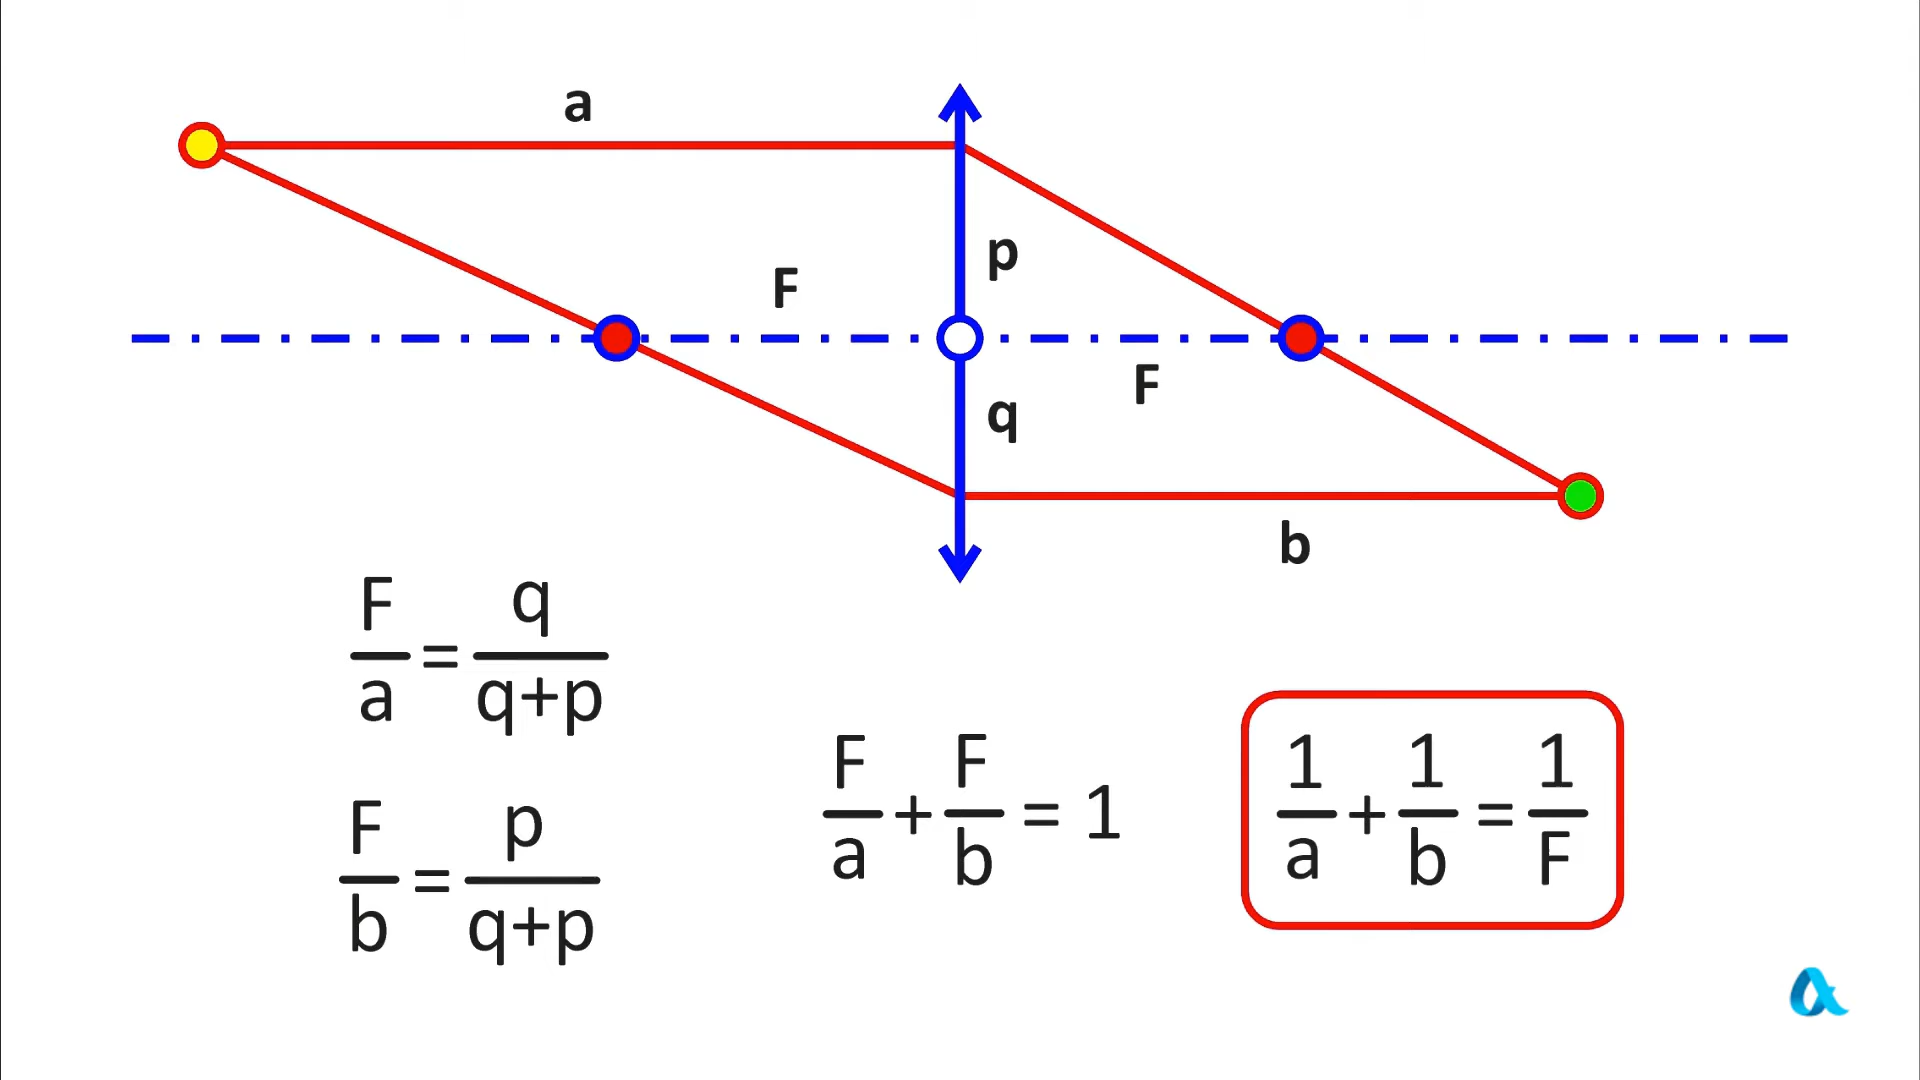 a
p
F
F
q
b
F/a = q/q+p
F/b = p/q+p
F/a + F/b = 1
1/a + 1/b = 1/F